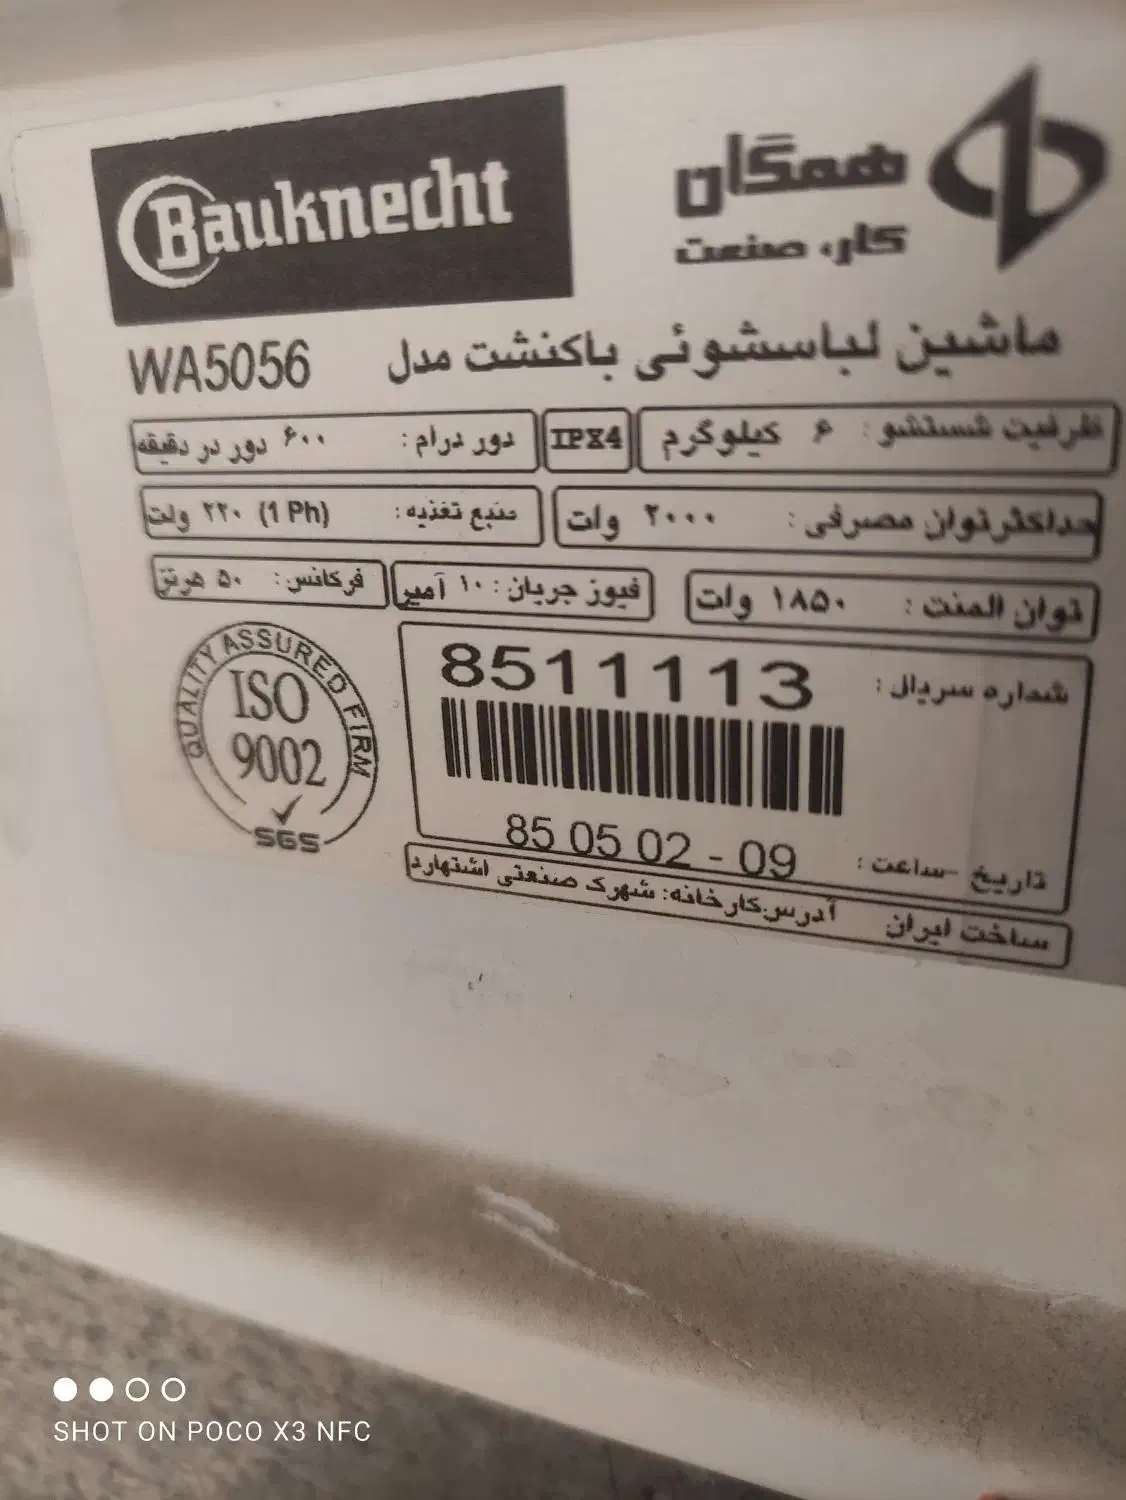 Bauknecht
همگان
کار، صنعت
ماشین لباسشوئی باکنشت مدل WA5056
ظرفیت شستشو: ۶ کیلوگرم
IPX4
دور درام: ۶۰۰ دور در دقیقه
حداکثر توان مصرفی: ۲۰۰۰ وات
منبع تغذیه: ۲۲۰ (1 Ph) ولت
توان المنت: ۱۸۵۰ وات
فیوز جریان: ۱۰ آمپر
فرکانس: ۵۰ هرتز
شماره سریال: 8511113
تاریخ - ساعت: 85 05 02 - 09
ساخت ایران آدرس کارخانه: شهرک صنعتی اشتهارد
QUALITY ASSURED FIRM
ISO
9002
SGS
SHOT ON POCO X3 NFC